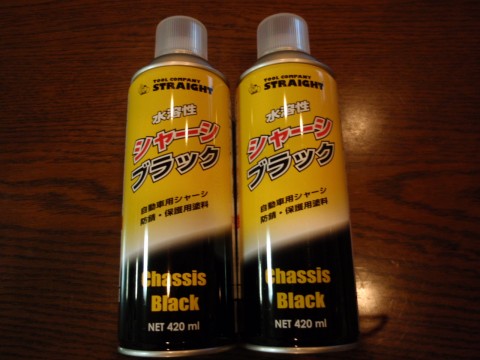 TOOL COMPANY
STRAIGHT
水溶性
シャーシ
ブラック
自動車用シャーシ
防錆・保護用塗料
Chassis
Black
NET 420 ml
TOOL COMPANY
STRAIGHT
水溶性
シャーシ
ブラック
自動車用シャーシ
防錆・保護用塗料
Chassis
Black
NET 420 ml